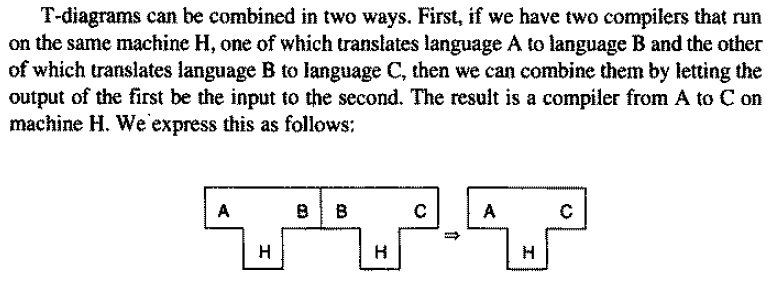 T-diagrams can be combined in two ways. First, if we have two compilers that run
on the same machine H, one of which translates language A to language B and the other
of which translates language B to language C, then we can combine them by letting the
output of the first be the input to the second. The result is a compiler from A to C on
machine H. We express this as follows:
A B B C ⇒ A C
H H H